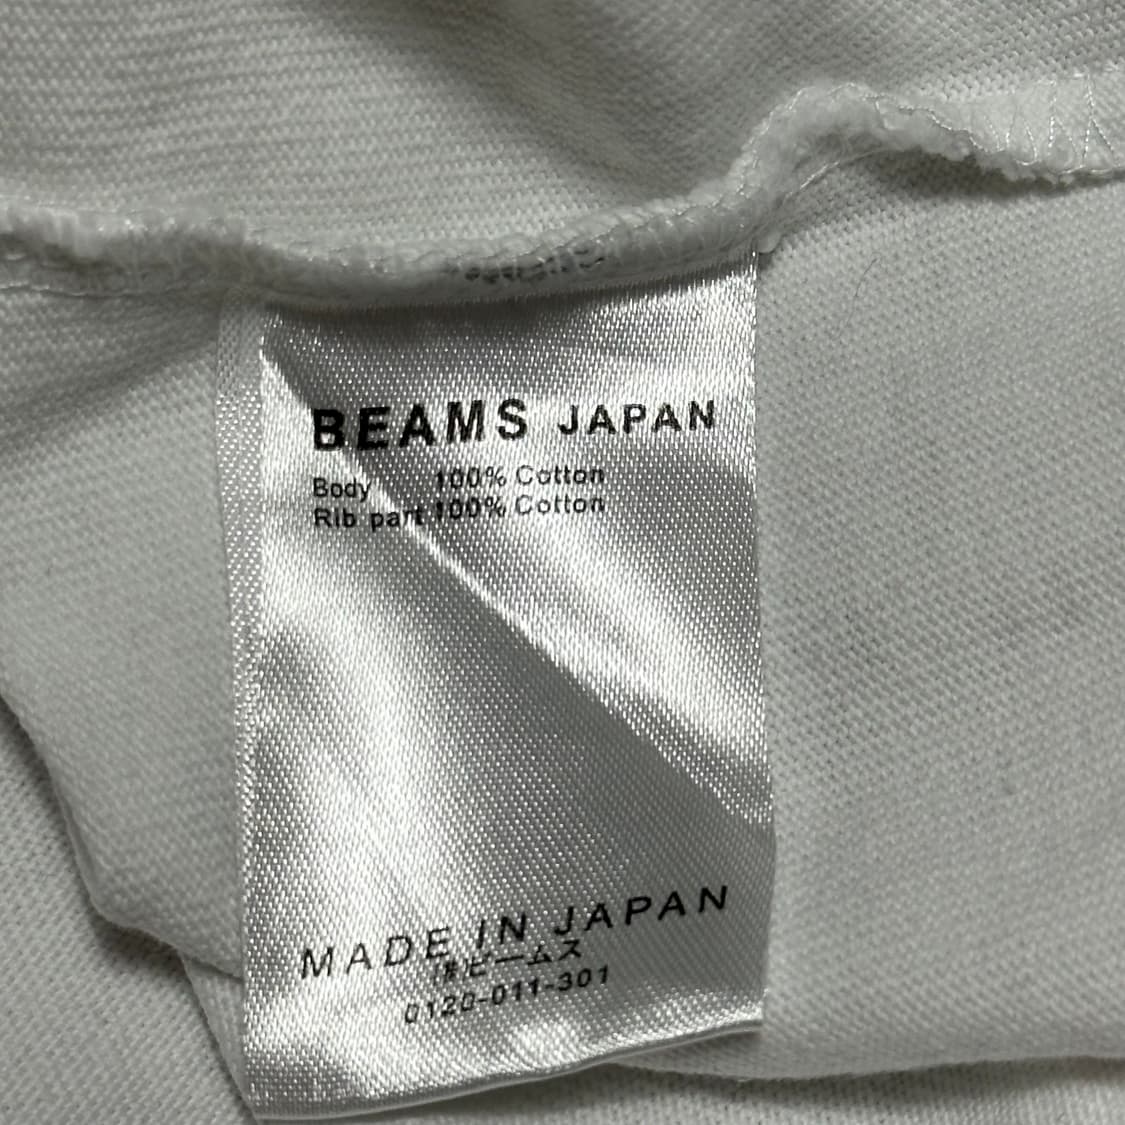 BEAMS JAPAN
Body 100% Cotton
Rib part 100% Cotton
MADE IN JAPAN
(株)ビームス
0120-011-301